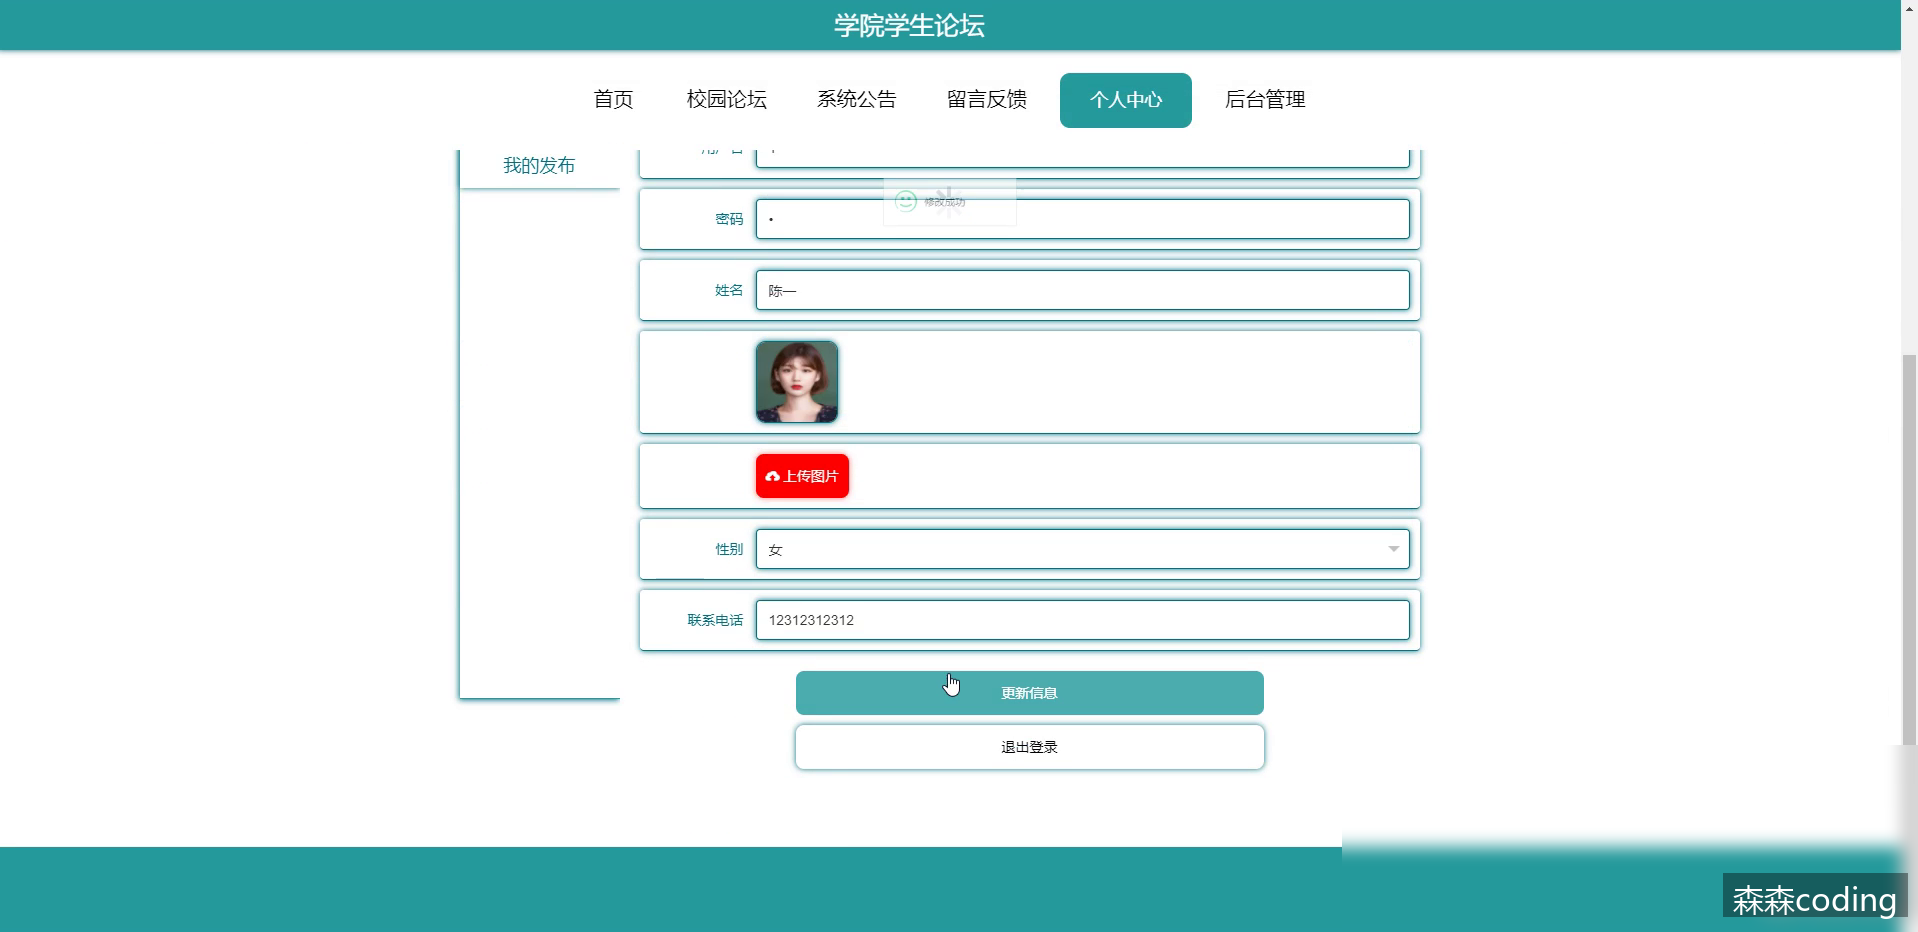 学院学生论坛
首页 校园论坛 系统公告 留言反馈 个人中心 后台管理
我的发布
修改成功
密码 •
姓名 陈一
上传图片
性别 女
联系电话 12312312312
更新信息
退出登录
森森coding